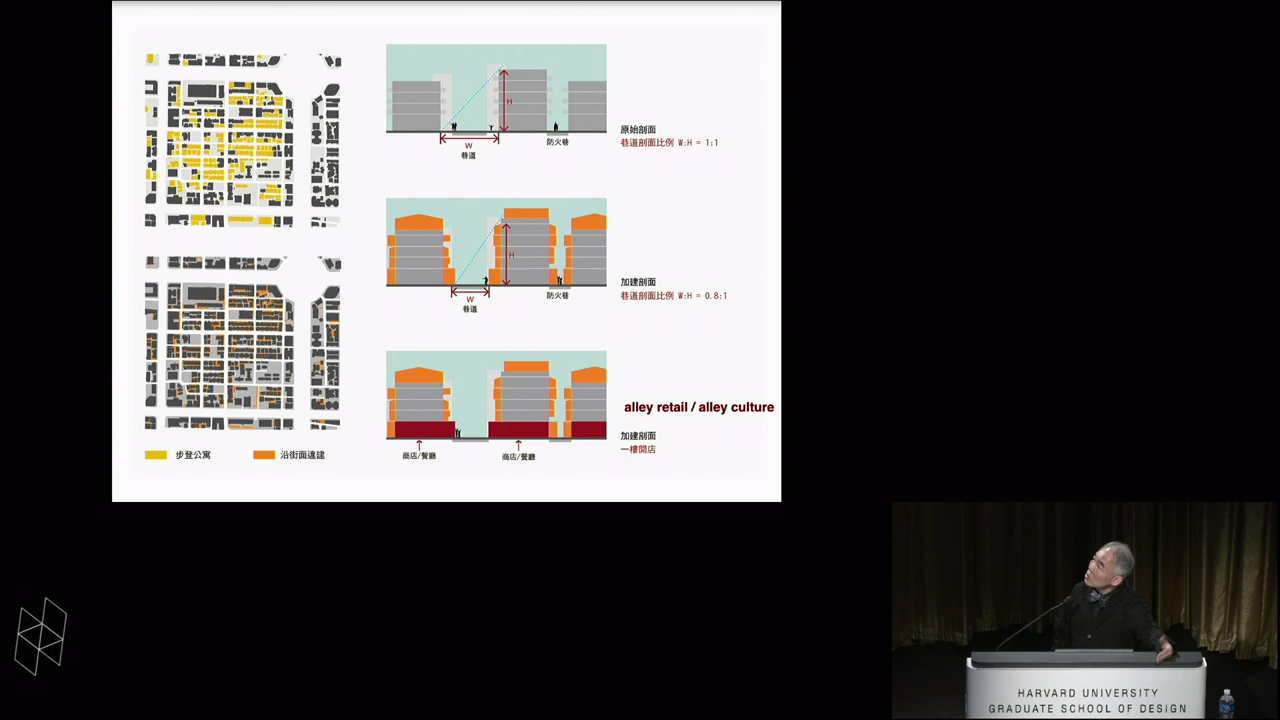 H
W
巷道
防火巷
原始剖面
巷道剖面比例 W:H = 1:1
H
W
巷道
防火巷
加建剖面
巷道剖面比例 W:H = 0.8:1
alley retail / alley culture
加建剖面
一樓開店
商店/餐廳
商店/餐廳
步登公寓
沿街面違建
HARVARD UNIVERSITY
GRADUATE SCHOOL OF DESIGN